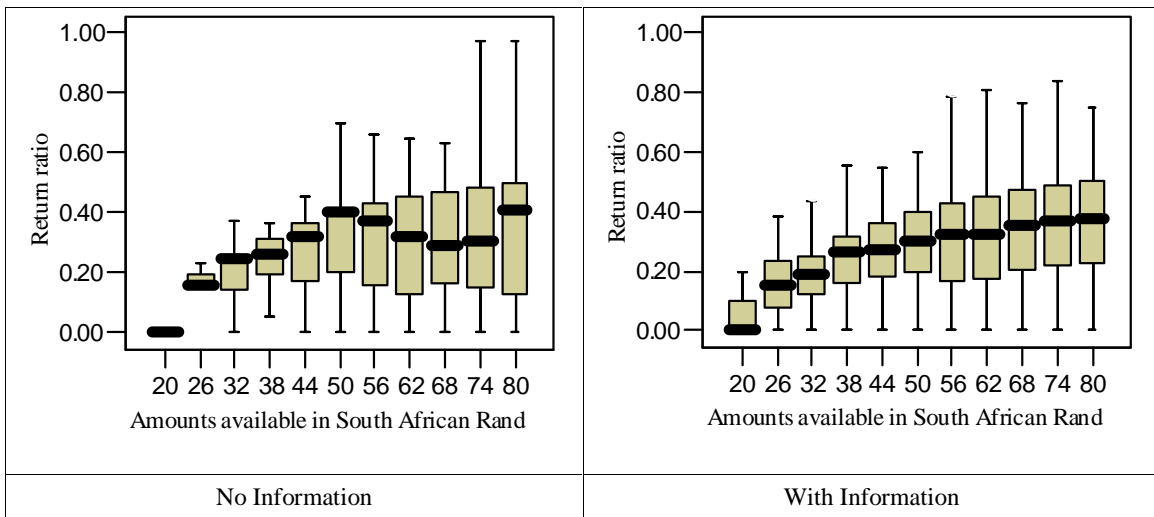 1.00
0.80
0.60
0.40
0.20
0.00
Return ratio
20 26 32 38 44 50 56 62 68 74 80
Amounts available in South African Rand
No Information
1.00
0.80
0.60
0.40
0.20
0.00
Return ratio
20 26 32 38 44 50 56 62 68 74 80
Amounts available in South African Rand
With Information